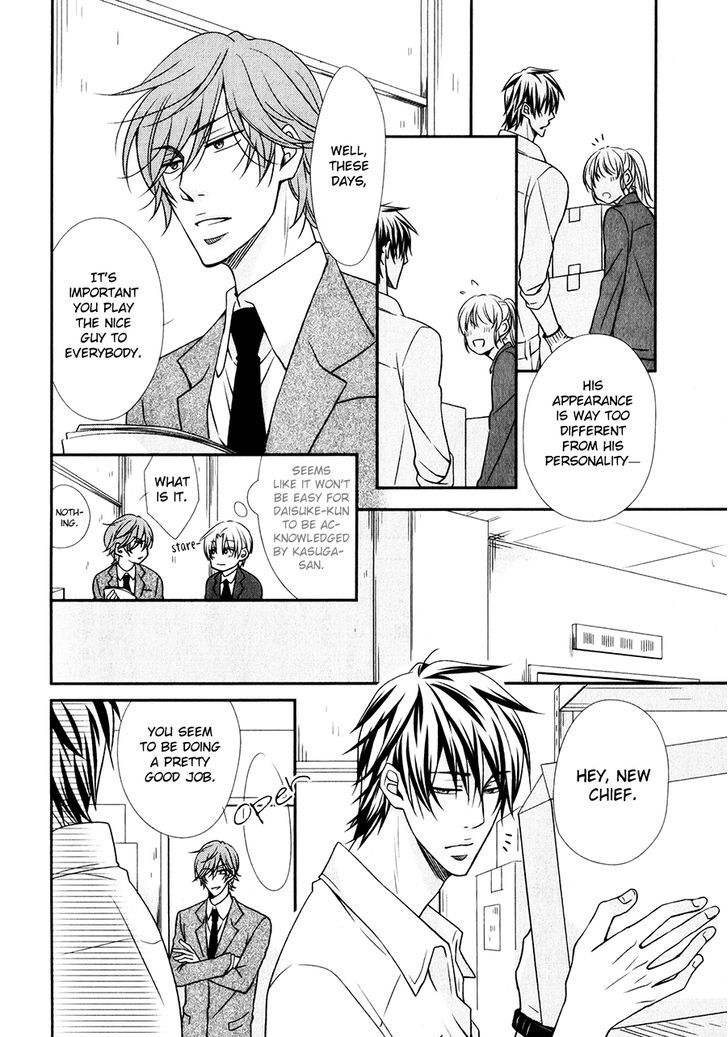 HIS
APPEARANCE
IS WAY TOO
DIFFERENT
FROM HIS
PERSONALITY—
WELL,
THESE
DAYS,
IT'S
IMPORTANT
YOU PLAY
THE NICE
GUY TO
EVERYBODY.
SEEMS
LIKE IT WON'T
BE EASY FOR
DAISUKE-KUN
TO BE AC-
KNOWLEDGED
BY KASUGA-
SAN.
stare-
WHAT
IS IT.
NOTH-
ING.
HEY, NEW
CHIEF.
open
YOU SEEM
TO BE DOING
A PRETTY
GOOD JOB.